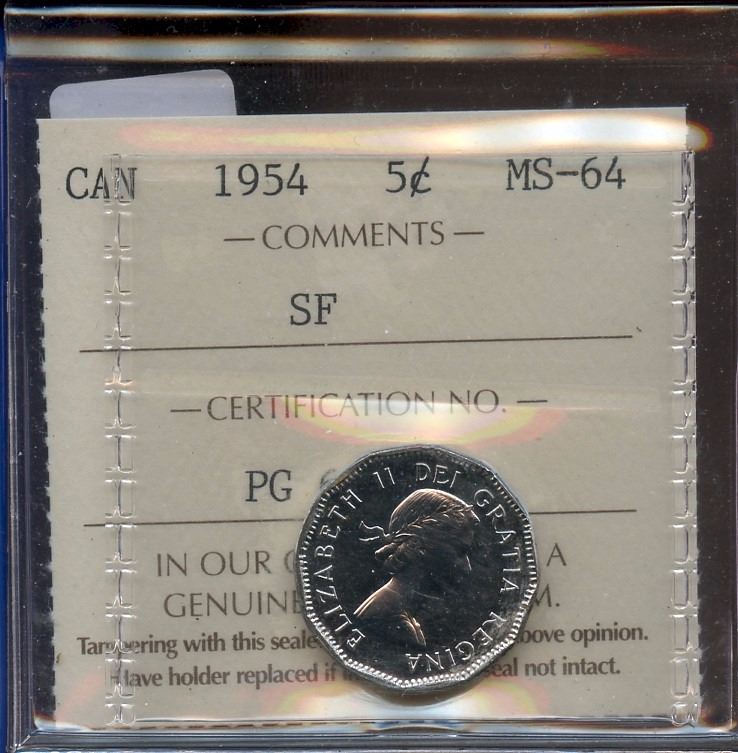 CAN 1954 5¢ MS-64
— COMMENTS —
SF
— CERTIFICATION NO. —
PG
ELIZABETH II DEI GRATIA REGINA
IN OUR A
GENUINE M.
Tampering with this seale above opinion.
Have holder replaced if seal not intact.